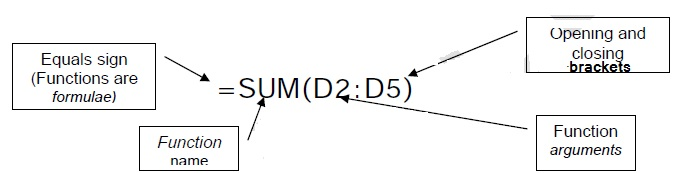 Equals sign
(Functions are
formulae)
Opening and
closing
brackets
=SUM(D2:D5)
Function
name
Function
arguments